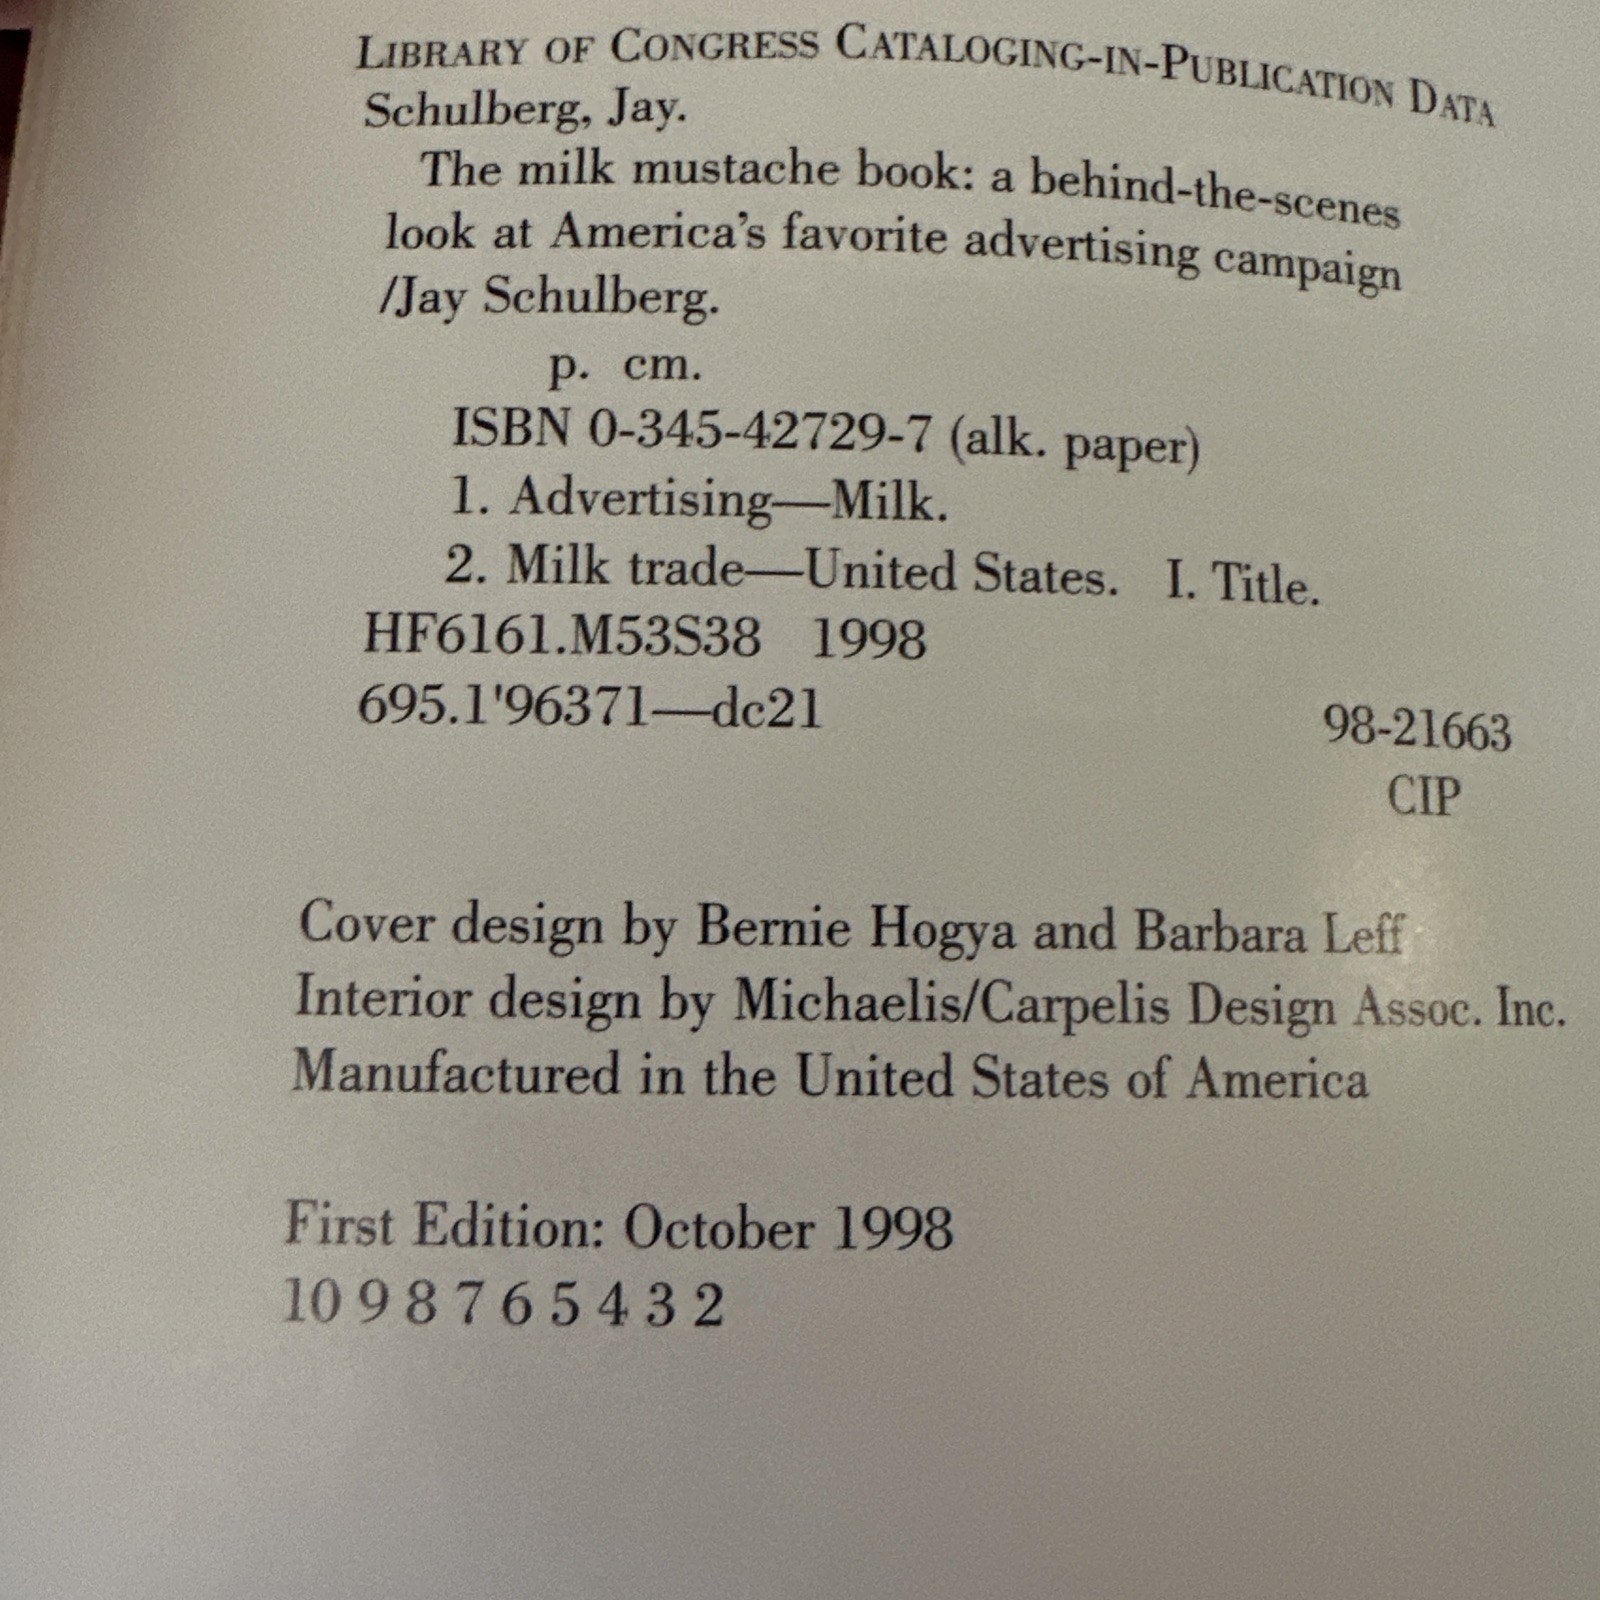 LIBRARY OF CONGRESS CATALOGING-IN-PUBLICATION DATA
Schulberg, Jay.
The milk mustache book: a behind-the-scenes
look at America's favorite advertising campaign
/Jay Schulberg.
p. cm.
ISBN 0-345-42729-7 (alk. paper)
1. Advertising—Milk.
2. Milk trade—United States. I. Title.
HF6161.M53S38 1998
695.1'96371—dc21
98-21663
CIP
Cover design by Bernie Hogya and Barbara Leff
Interior design by Michaelis/Carpelis Design Assoc. Inc.
Manufactured in the United States of America
First Edition: October 1998
10 9 8 7 6 5 4 3 2